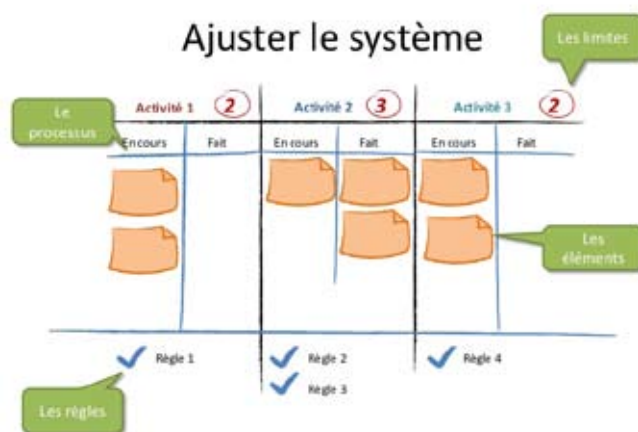 Ajuster le système
Les limites
Activité 1 2 Activité 2 3 Activité 3 2
Le
processus
En cours Fait En cours Fait En cours Fait
Les
éléments
Règle 1 Règle 2 Règle 4
Règle 3
Les règles